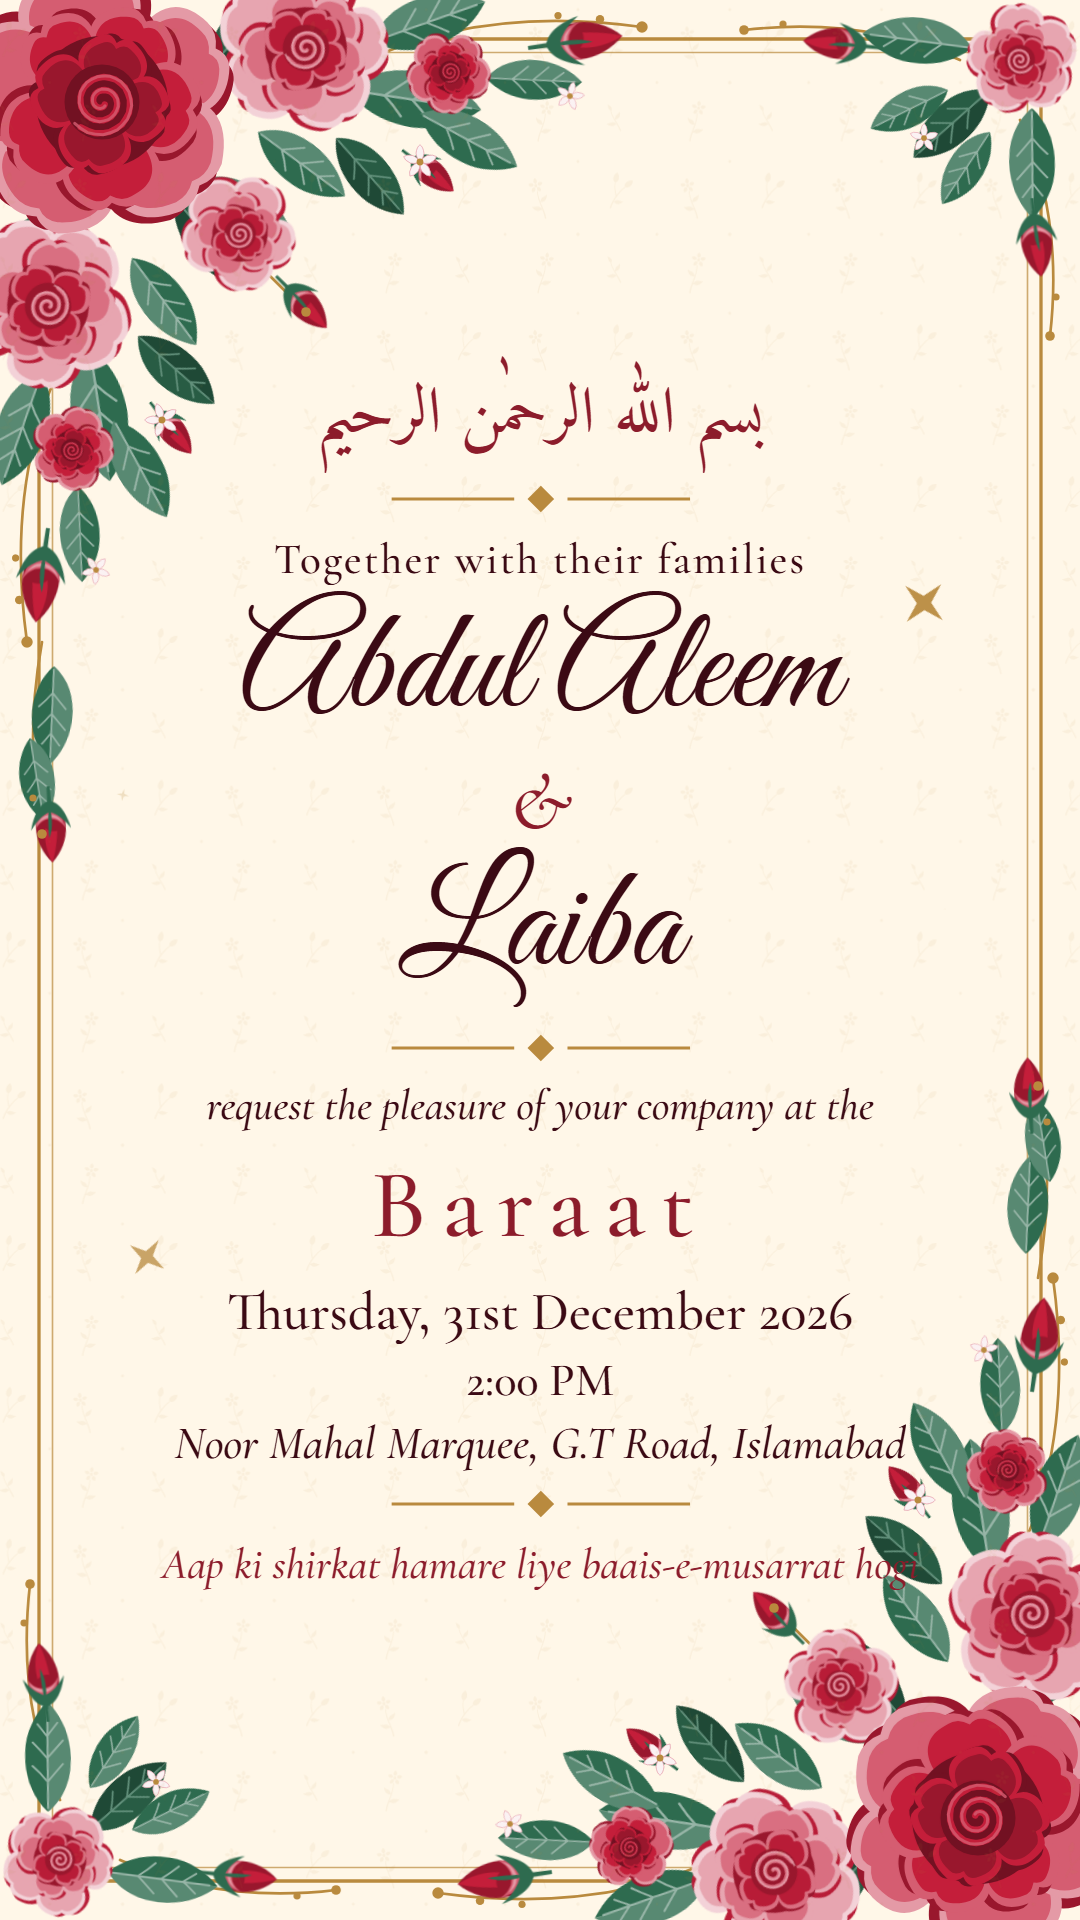 بسم الله الرحمٰن الرحيم
Together with their families
Abdul Aleem
&
Laiba
request the pleasure of your company at the
Baraat
Thursday, 31st December 2026
2:00 PM
Noor Mahal Marquee, G.T Road, Islamabad
Aap ki shirkat hamare liye baais-e-musarrat hogi